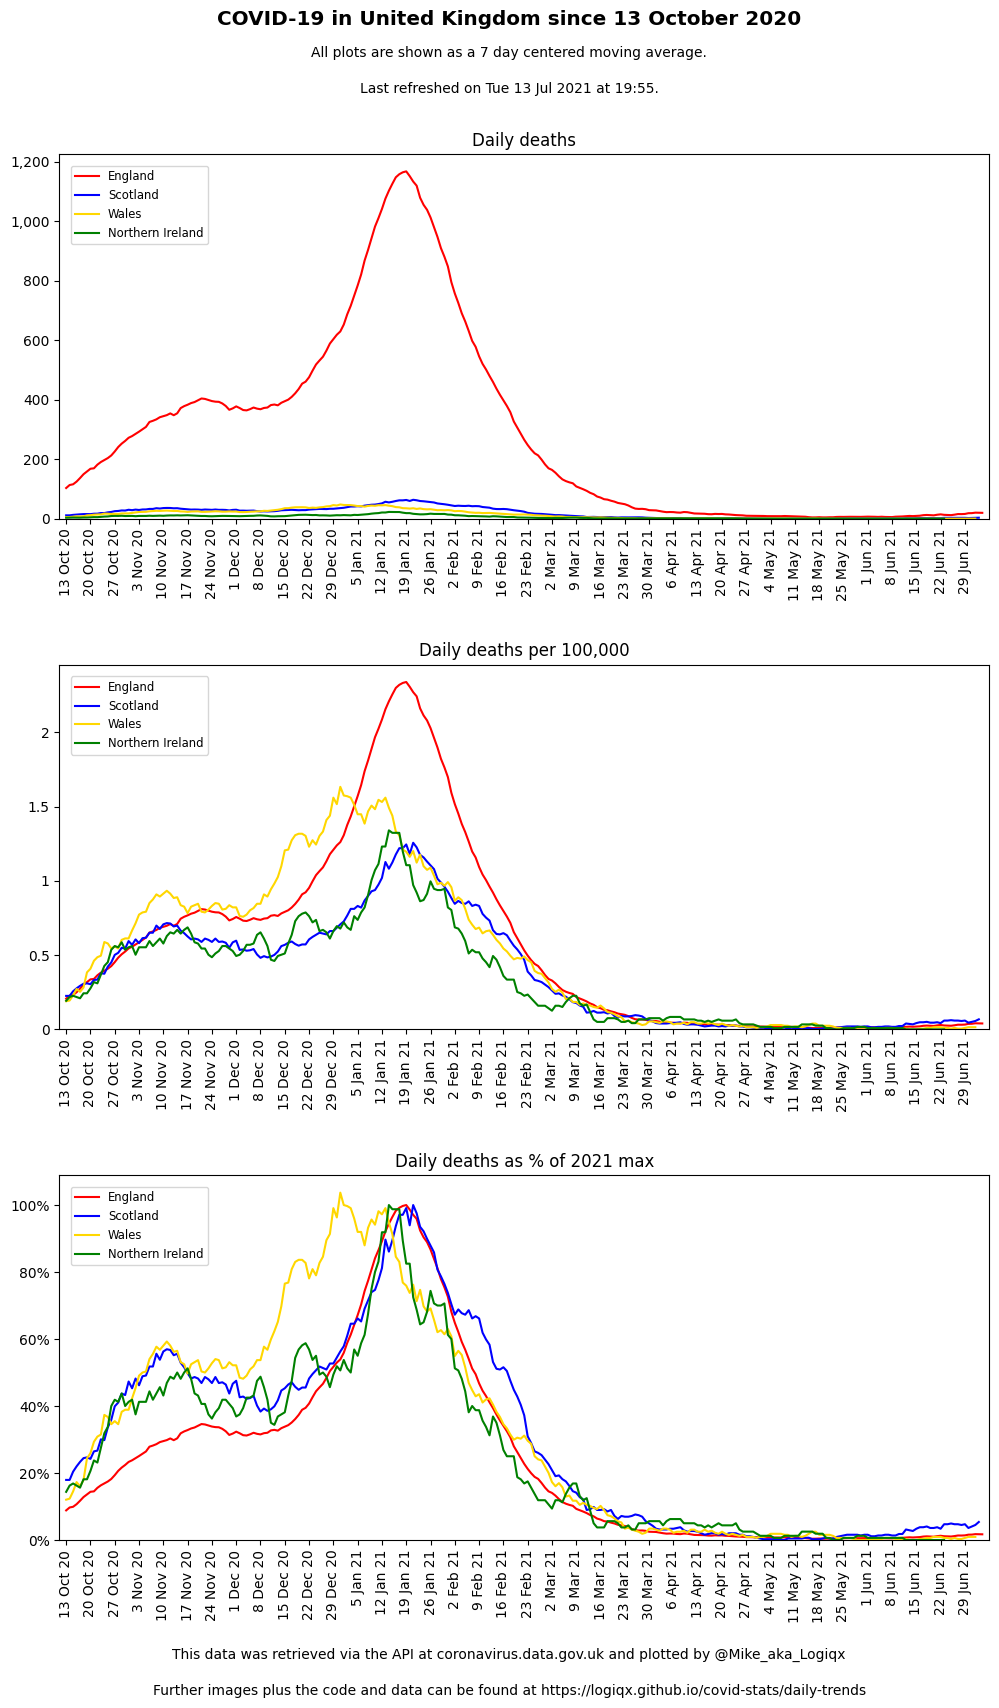 COVID-19 in United Kingdom since 13 October 2020
All plots are shown as a 7 day centered moving average.
Last refreshed on Tue 13 Jul 2021 at 19:55.
Daily deaths
1,200
1,000
800
600
400
200
0
England
Scotland
Wales
Northern Ireland
13 Oct 20
20 Oct 20
27 Oct 20
3 Nov 20
10 Nov 20
17 Nov 20
24 Nov 20
1 Dec 20
8 Dec 20
15 Dec 20
22 Dec 20
29 Dec 20
5 Jan 21
12 Jan 21
19 Jan 21
26 Jan 21
2 Feb 21
9 Feb 21
16 Feb 21
23 Feb 21
2 Mar 21
9 Mar 21
16 Mar 21
23 Mar 21
30 Mar 21
6 Apr 21
13 Apr 21
20 Apr 21
27 Apr 21
4 May 21
11 May 21
18 May 21
25 May 21
1 Jun 21
8 Jun 21
15 Jun 21
22 Jun 21
29 Jun 21
Daily deaths per 100,000
2
1.5
1
0.5
0
England
Scotland
Wales
Northern Ireland
13 Oct 20
20 Oct 20
27 Oct 20
3 Nov 20
10 Nov 20
17 Nov 20
24 Nov 20
1 Dec 20
8 Dec 20
15 Dec 20
22 Dec 20
29 Dec 20
5 Jan 21
12 Jan 21
19 Jan 21
26 Jan 21
2 Feb 21
9 Feb 21
16 Feb 21
23 Feb 21
2 Mar 21
9 Mar 21
16 Mar 21
23 Mar 21
30 Mar 21
6 Apr 21
13 Apr 21
20 Apr 21
27 Apr 21
4 May 21
11 May 21
18 May 21
25 May 21
1 Jun 21
8 Jun 21
15 Jun 21
22 Jun 21
29 Jun 21
Daily deaths as % of 2021 max
100%
80%
60%
40%
20%
0%
England
Scotland
Wales
Northern Ireland
13 Oct 20
20 Oct 20
27 Oct 20
3 Nov 20
10 Nov 20
17 Nov 20
24 Nov 20
1 Dec 20
8 Dec 20
15 Dec 20
22 Dec 20
29 Dec 20
5 Jan 21
12 Jan 21
19 Jan 21
26 Jan 21
2 Feb 21
9 Feb 21
16 Feb 21
23 Feb 21
2 Mar 21
9 Mar 21
16 Mar 21
23 Mar 21
30 Mar 21
6 Apr 21
13 Apr 21
20 Apr 21
27 Apr 21
4 May 21
11 May 21
18 May 21
25 May 21
1 Jun 21
8 Jun 21
15 Jun 21
22 Jun 21
29 Jun 21
This data was retrieved via the API at coronavirus.data.gov.uk and plotted by @Mike_aka_Logiqx
Further images plus the code and data can be found at https://logiqx.github.io/covid-stats/daily-trends